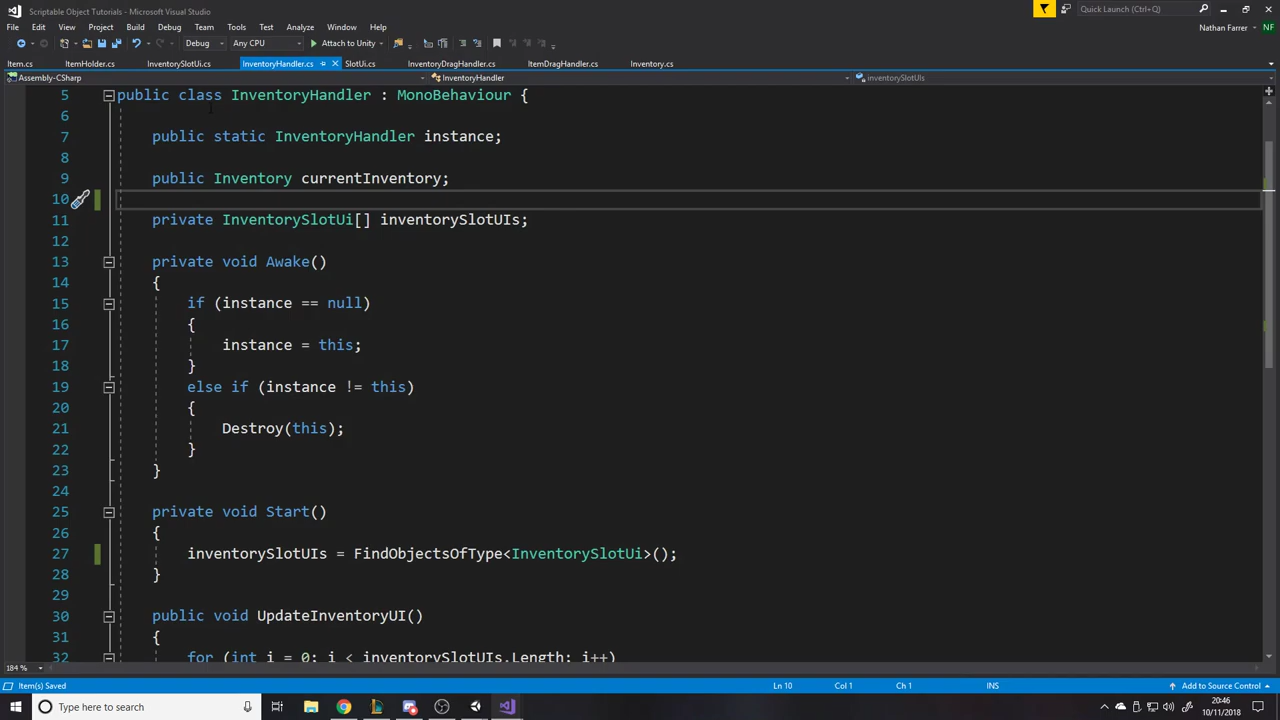 Scriptable Object Tutorials - Microsoft Visual Studio
Quick Launch (Ctrl+Q)
File Edit View Project Build Debug Team Tools Test Analyze Window Help
Nathan Farrer NF
Debug Any CPU Attach to Unity
Item.cs ItemHolder.cs InventorySlotUi.cs InventoryHandler.cs SlotUi.cs InventoryDragHandler.cs ItemDragHandler.cs Inventory.cs
Assembly-CSharp InventoryHandler inventorySlotUIs
5 public class InventoryHandler : MonoBehaviour {
6
7 public static InventoryHandler instance;
8
9 public Inventory currentInventory;
10
11 private InventorySlotUi[] inventorySlotUIs;
12
13 private void Awake()
14 {
15 if (instance == null)
16 {
17 instance = this;
18 }
19 else if (instance != this)
20 {
21 Destroy(this);
22 }
23 }
24
25 private void Start()
26 {
27 inventorySlotUIs = FindObjectsOfType<InventorySlotUi>();
28 }
29
30 public void UpdateInventoryUI()
31 {
32 for (int i = 0; i < inventorySlotUIs.Length; i++)
184 %
Item(s) Saved Ln 10 Col 1 Ch 1 INS Add to Source Control
Type here to search
20:46
10/11/2018